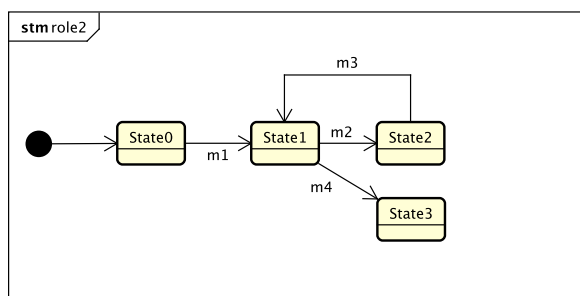 stm role2
m3
State0
State1
m2
State2
m1
m4
State3